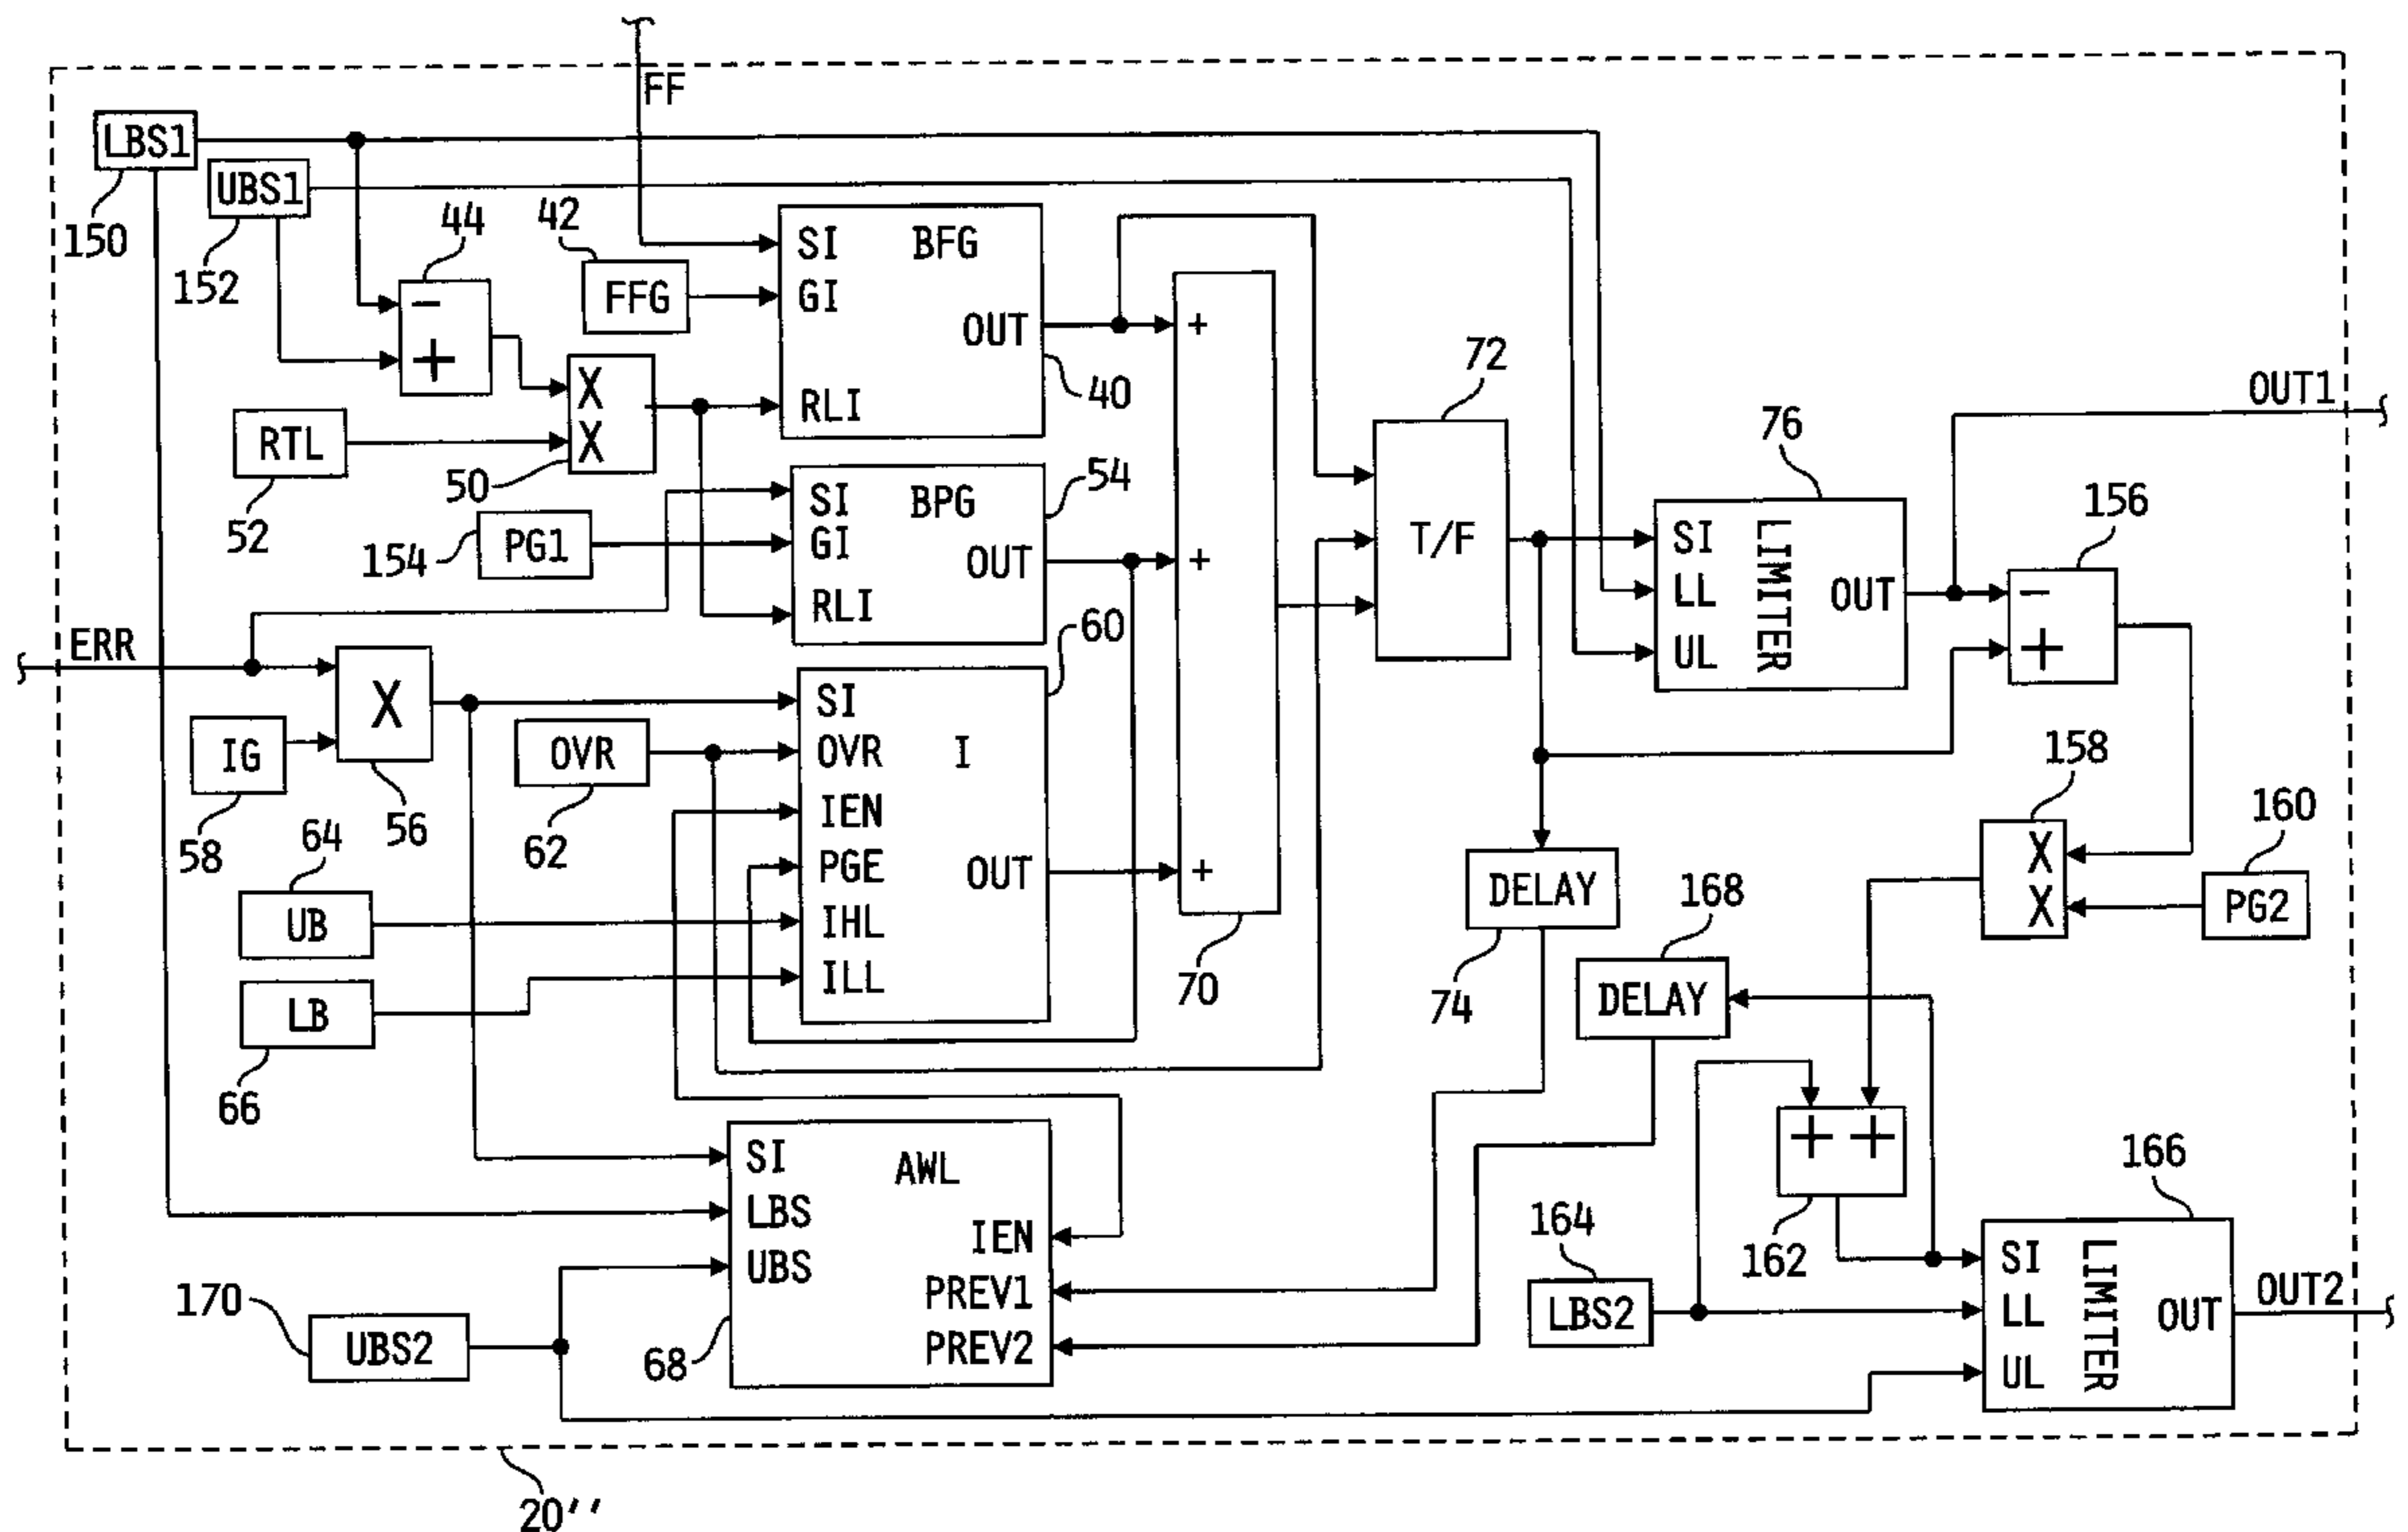 FF
LBS1
150
UBS1
152
44
- +
42
FFG
SI BFG
GI
OUT
RLI
40
RTL
52
X
X
50
72
T/F
OUT1
76
SI LIMITER
LL
UL
OUT
156
- +
54
SI BPG
GI
OUT
RLI
154
PG1
ERR
X
56
IG
58
60
SI
OVR I
IEN
PGE OUT
IHL
ILL
OVR
62
64
UB
LB
66
+
+
+
70
DELAY
74
158
X
X
160
PG2
168
DELAY
+ +
162
SI AWL
LBS
UBS
IEN
PREV1
PREV2
68
170
UBS2
164
LBS2
166
SI LIMITER
LL
UL
OUT
OUT2
20''